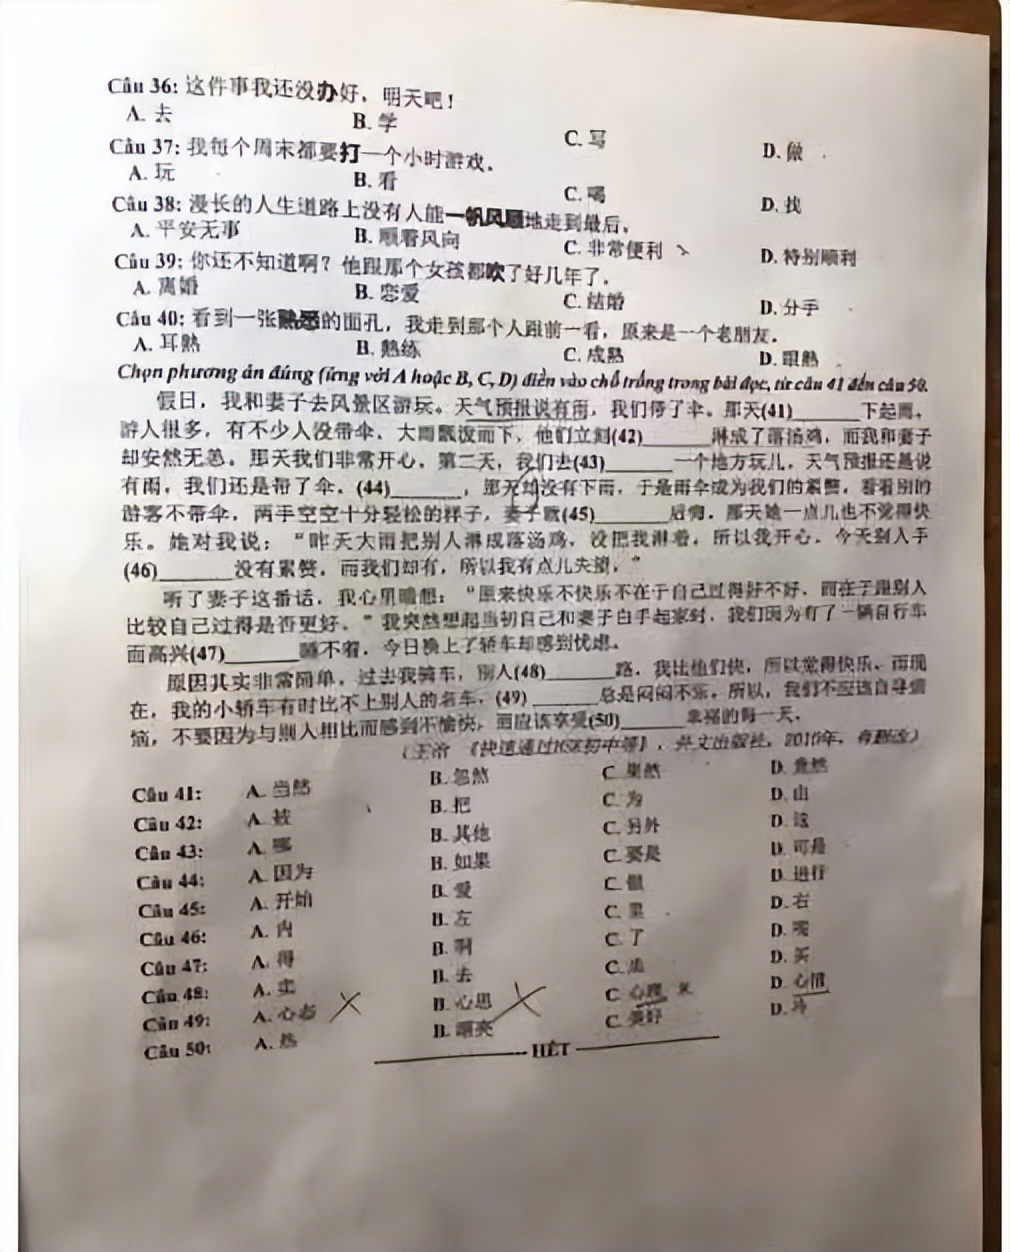 Câu 36: 这件事我还没办好，明天吧！
A. 去 B. 学 C. 写 D. 做
Câu 37: 我每个周末都要打一个小时游戏。
A. 玩 B. 看 C. 喝 D. 找
Câu 38: 漫长的人生道路上没有人能一帆风顺地走到最后。
A. 平安无事 B. 顺着风向 C. 非常便利 D. 特别顺利
Câu 39: 你还不知道啊？他跟那个女孩都吹了好几年了。
A. 离婚 B. 恋爱 C. 结婚 D. 分手
Câu 40: 看到一张熟悉的面孔，我走到那个人跟前一看，原来是一个老朋友。
A. 耳熟 B. 熟练 C. 成熟 D. 眼熟
Chọn phương án đúng (ứng với A hoặc B, C, D) điền vào chỗ trống trong bài đọc, từ câu 41 đến câu 50.
假日，我和妻子去风景区游玩。天气预报说有雨，我们带了伞。那天(41)______下起雨，
游人很多，有不少人没带伞，大雨瓢泼而下，他们立刻(42)______淋成了落汤鸡，而我和妻子
却安然无恙。那天我们非常开心。第二天，我们去(43)______一个地方玩儿，天气预报还是说
有雨，我们还是带了伞。(44)______，那天却没有下雨，于是雨伞成为我们的累赘，看看别的
游客不带伞，两手空空十分轻松的样子，妻子就(45)______后悔。那天她一点儿也不觉得快
乐。她对我说：“昨天大雨把别人淋成落汤鸡，没把我淋着，所以我开心。今天别人手
(46)______没有累赘，而我们却有，所以我有点儿失望。”
听了妻子这番话，我心里暗想：“原来快乐不快乐不在于自己过得好不好，而在于跟别人
比较自己过得是否更好。”我突然想起当初自己和妻子白手起家时，我们因为有了一辆自行车
而高兴(47)______睡不着，今日换上了轿车却感到忧虑。
原因其实非常简单，过去我骑车，别人(48)______路，我比他们快，所以觉得快乐。而现
在，我的小轿车有时比不上别人的名车，(49)______总是闷闷不乐。所以，我们不应该自寻烦
恼，不要因为与别人相比而感到不愉快，而应该享受(50)______幸福的每一天。
Câu 41: A. 当然 B. 忽然 C. 果然 D. 竟然
Câu 42: A. 被 B. 把 C. 为 D. 由
Câu 43: A. 哪 B. 其他 C. 另外 D. 这
Câu 44: A. 因为 B. 如果 C. 要是 D. 可是
Câu 45: A. 开始 B. 爱 C. 很 D. 进行
Câu 46: A. 内 B. 左 C. 里 D. 右
Câu 47: A. 得 B. 啊 C. 了 D. 呢
Câu 48: A. 走 B. 去 C. D. 买
Câu 49: A. 心态 B. 心思 C. 心理 D. 心情
Câu 50: A. 热 B. 漂亮 C. 美好 D. 冷
HẾT